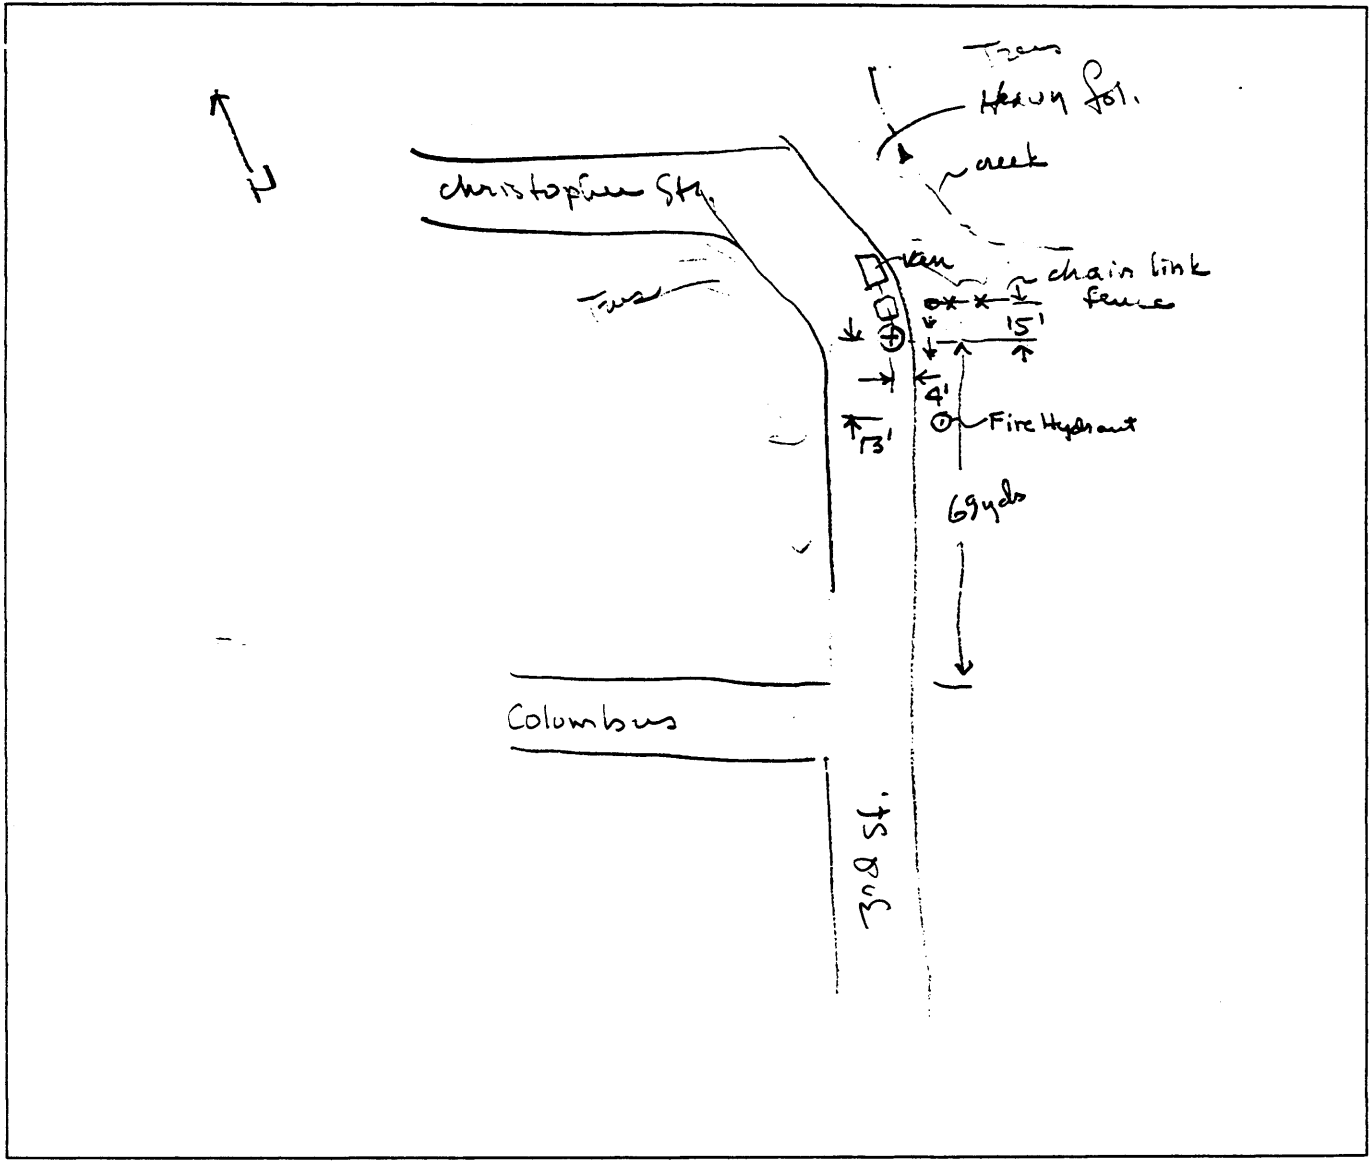 Trees
Heavy fol.
creek
N
Christopher St.
van
chain link
fence
Trees
15'
4'
Fire Hydrant
13'
69yds
Columbus
3rd St.